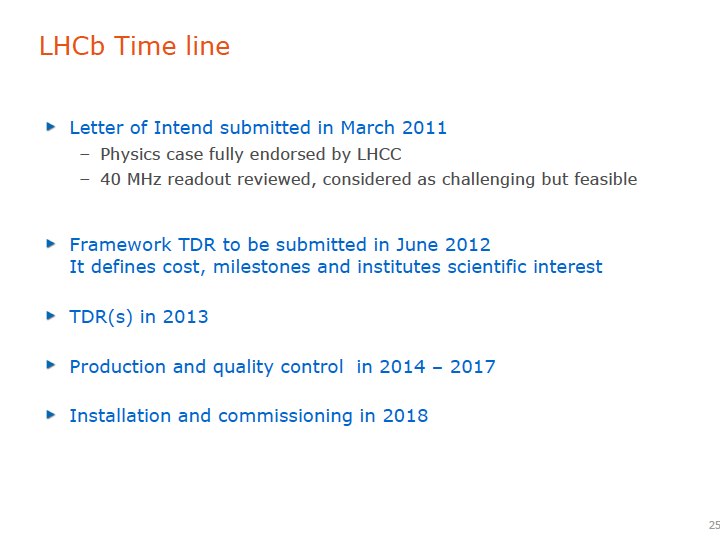 LHCb Time line
Letter of Intend submitted in March 2011
– Physics case fully endorsed by LHCC
– 40 MHz readout reviewed, considered as challenging but feasible
Framework TDR to be submitted in June 2012
It defines cost, milestones and institutes scientific interest
TDR(s) in 2013
Production and quality control  in 2014 – 2017
Installation and commissioning in 2018
25